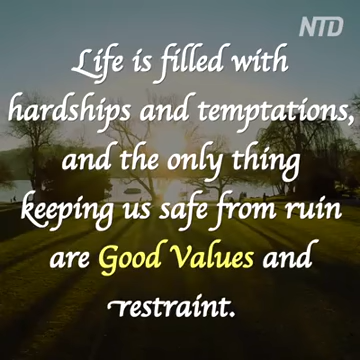 NTD
Life is filled with
hardships and temptations,
and the only thing
keeping us safe from ruin
are Good Values and
restraint.